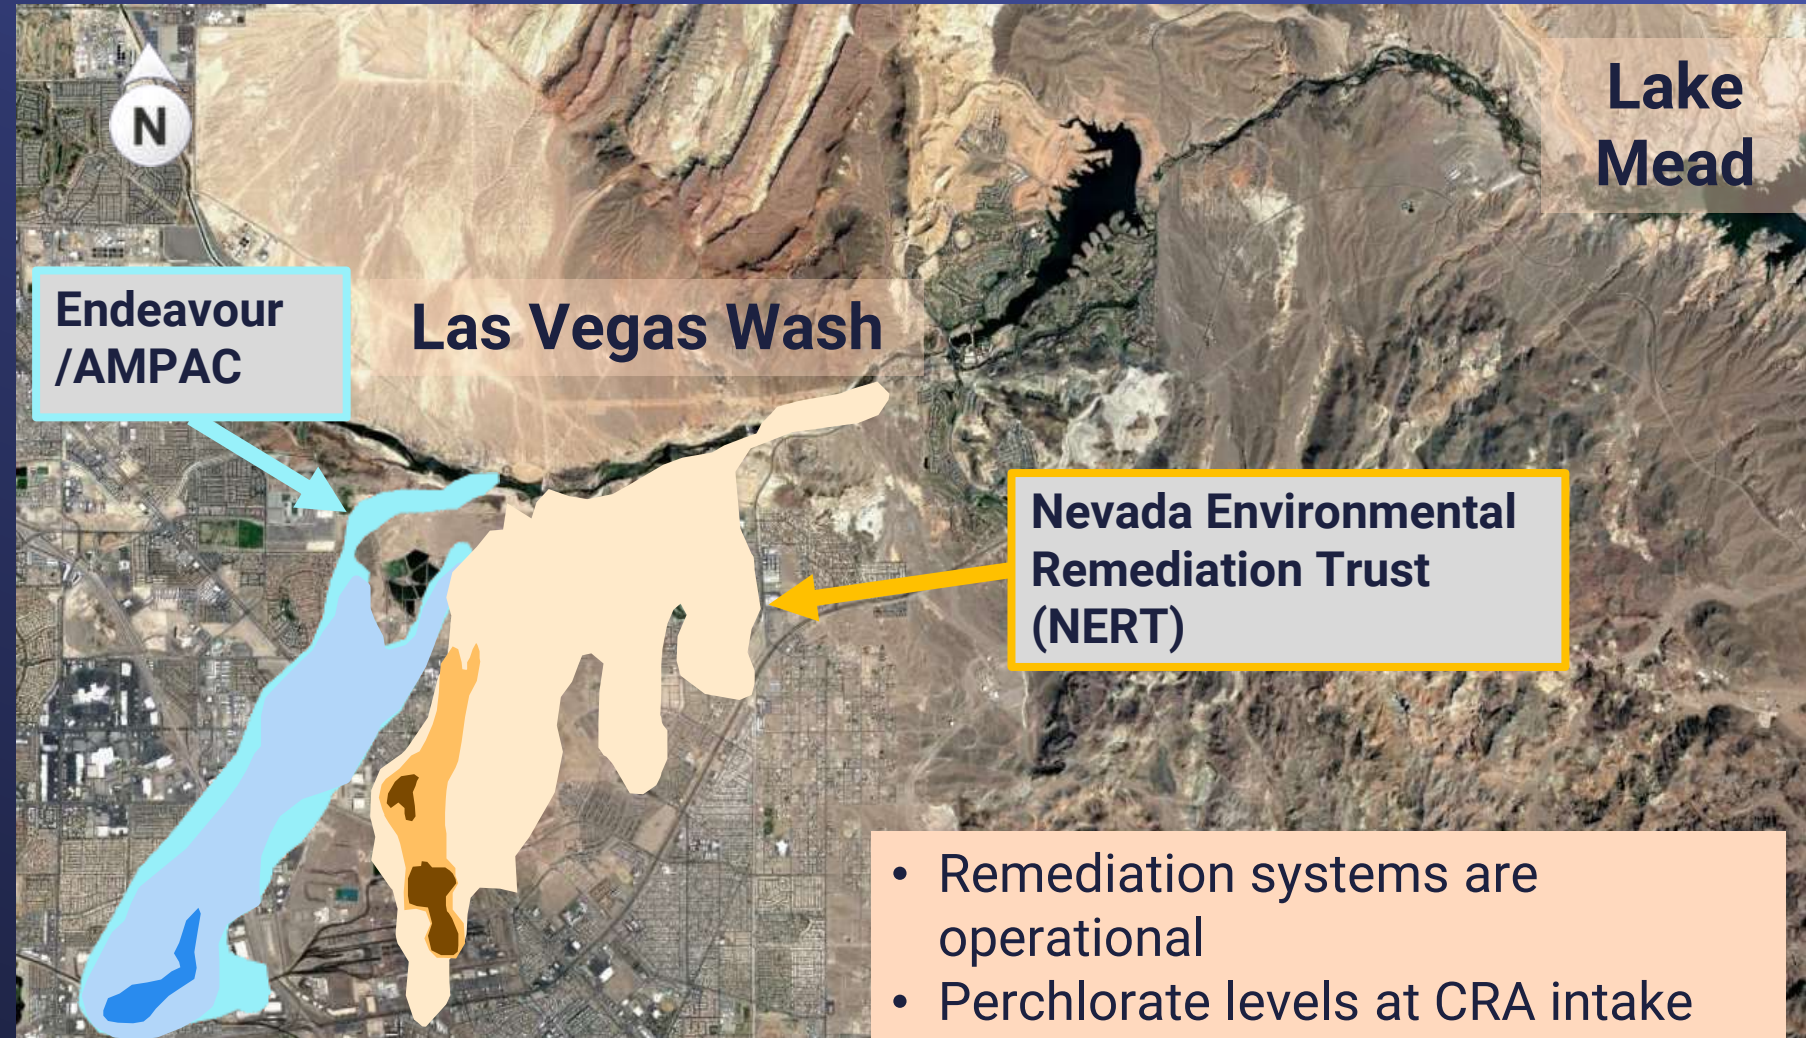 N
Lake
Mead
Endeavour
/AMPAC
Las Vegas Wash
Nevada Environmental
Remediation Trust
(NERT)
• Remediation systems are
operational
• Perchlorate levels at CRA intake